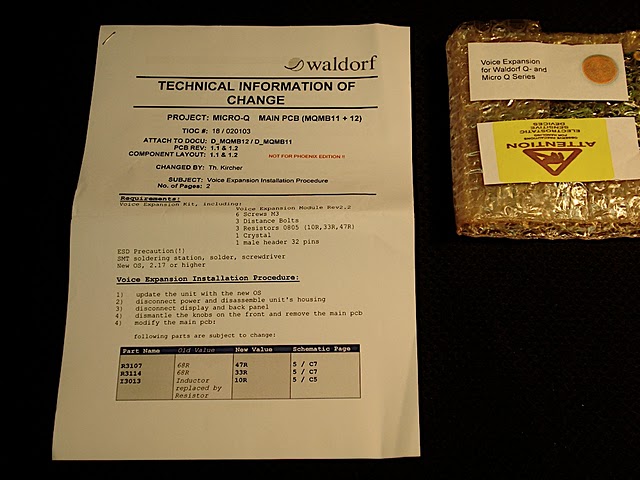 waldorf
TECHNICAL INFORMATION OF
CHANGE
PROJECT: MICRO-Q MAIN PCB (MQMB11 + 12)
TIOC #: 18 / 020103
ATTACH TO DOCU: D_MQMB12 / D_MQMB11
PCB REV: 1.1 & 1.2
COMPONENT LAYOUT: 1.1 & 1.2 NOT FOR PHOENIX EDITION !!
CHANGED BY: Th. Kircher
SUBJECT: Voice Expansion Installation Procedure
No. of Pages: 2
Requirements:
Voice Expansion Kit, including:
Voice Expansion Module Rev2.2
6 Screws M3
3 Distance Bolts
3 Resistors 0805 (10R,33R,47R)
1 Crystal
1 male header 32 pins
ESD Precaution(!)
SMT soldering station, solder, screwdriver
New OS, 2.17 or higher
Voice Expansion Installation Procedure:
1) update the unit with the new OS
2) disconnect power and disassemble unit's housing
3) disconnect display and back panel
4) dismantle the knobs on the front and remove the main pcb
4) modify the main pcb:
following parts are subject to change:
Part Name Old Value New Value Schematic Page
R3107 68R 47R 5 / C7
R3114 68R 33R 5 / C7
I3013 Inductor replaced by Resistor 10R 5 / C5
Voice Expansion
for Waldorf Q- and
Micro Q Series
ATTENTION
OBSERVE PRECAUTIONS
FOR HANDLING
ELECTROSTATIC
SENSITIVE
DEVICES